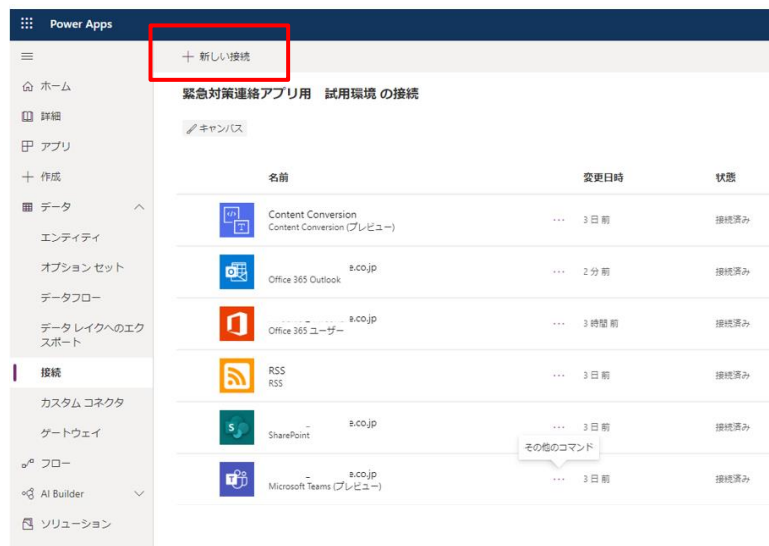 Power Apps
＋ 新しい接続
ホーム
緊急対策連絡アプリ用　試用環境 の接続
詳細
キャンバス
アプリ
作成
名前
変更日時
状態
データ
エンティティ
Content Conversion
Content Conversion (プレビュー)
… 3 日 前
接続済み
オプション セット
データフロー
e.co.jp
Office 365 Outlook
… 2 分 前
接続済み
データ レイクへのエク
スポート
e.co.jp
Office 365 ユーザー
… 3 時間 前
接続済み
接続
RSS
RSS
… 3 日 前
接続済み
カスタム コネクタ
ゲートウェイ
e.co.jp
SharePoint
… 3 日 前
接続済み
その他のコマンド
フロー
e.co.jp
Microsoft Teams (プレビュー)
… 3 日 前
接続済み
AI Builder
ソリューション